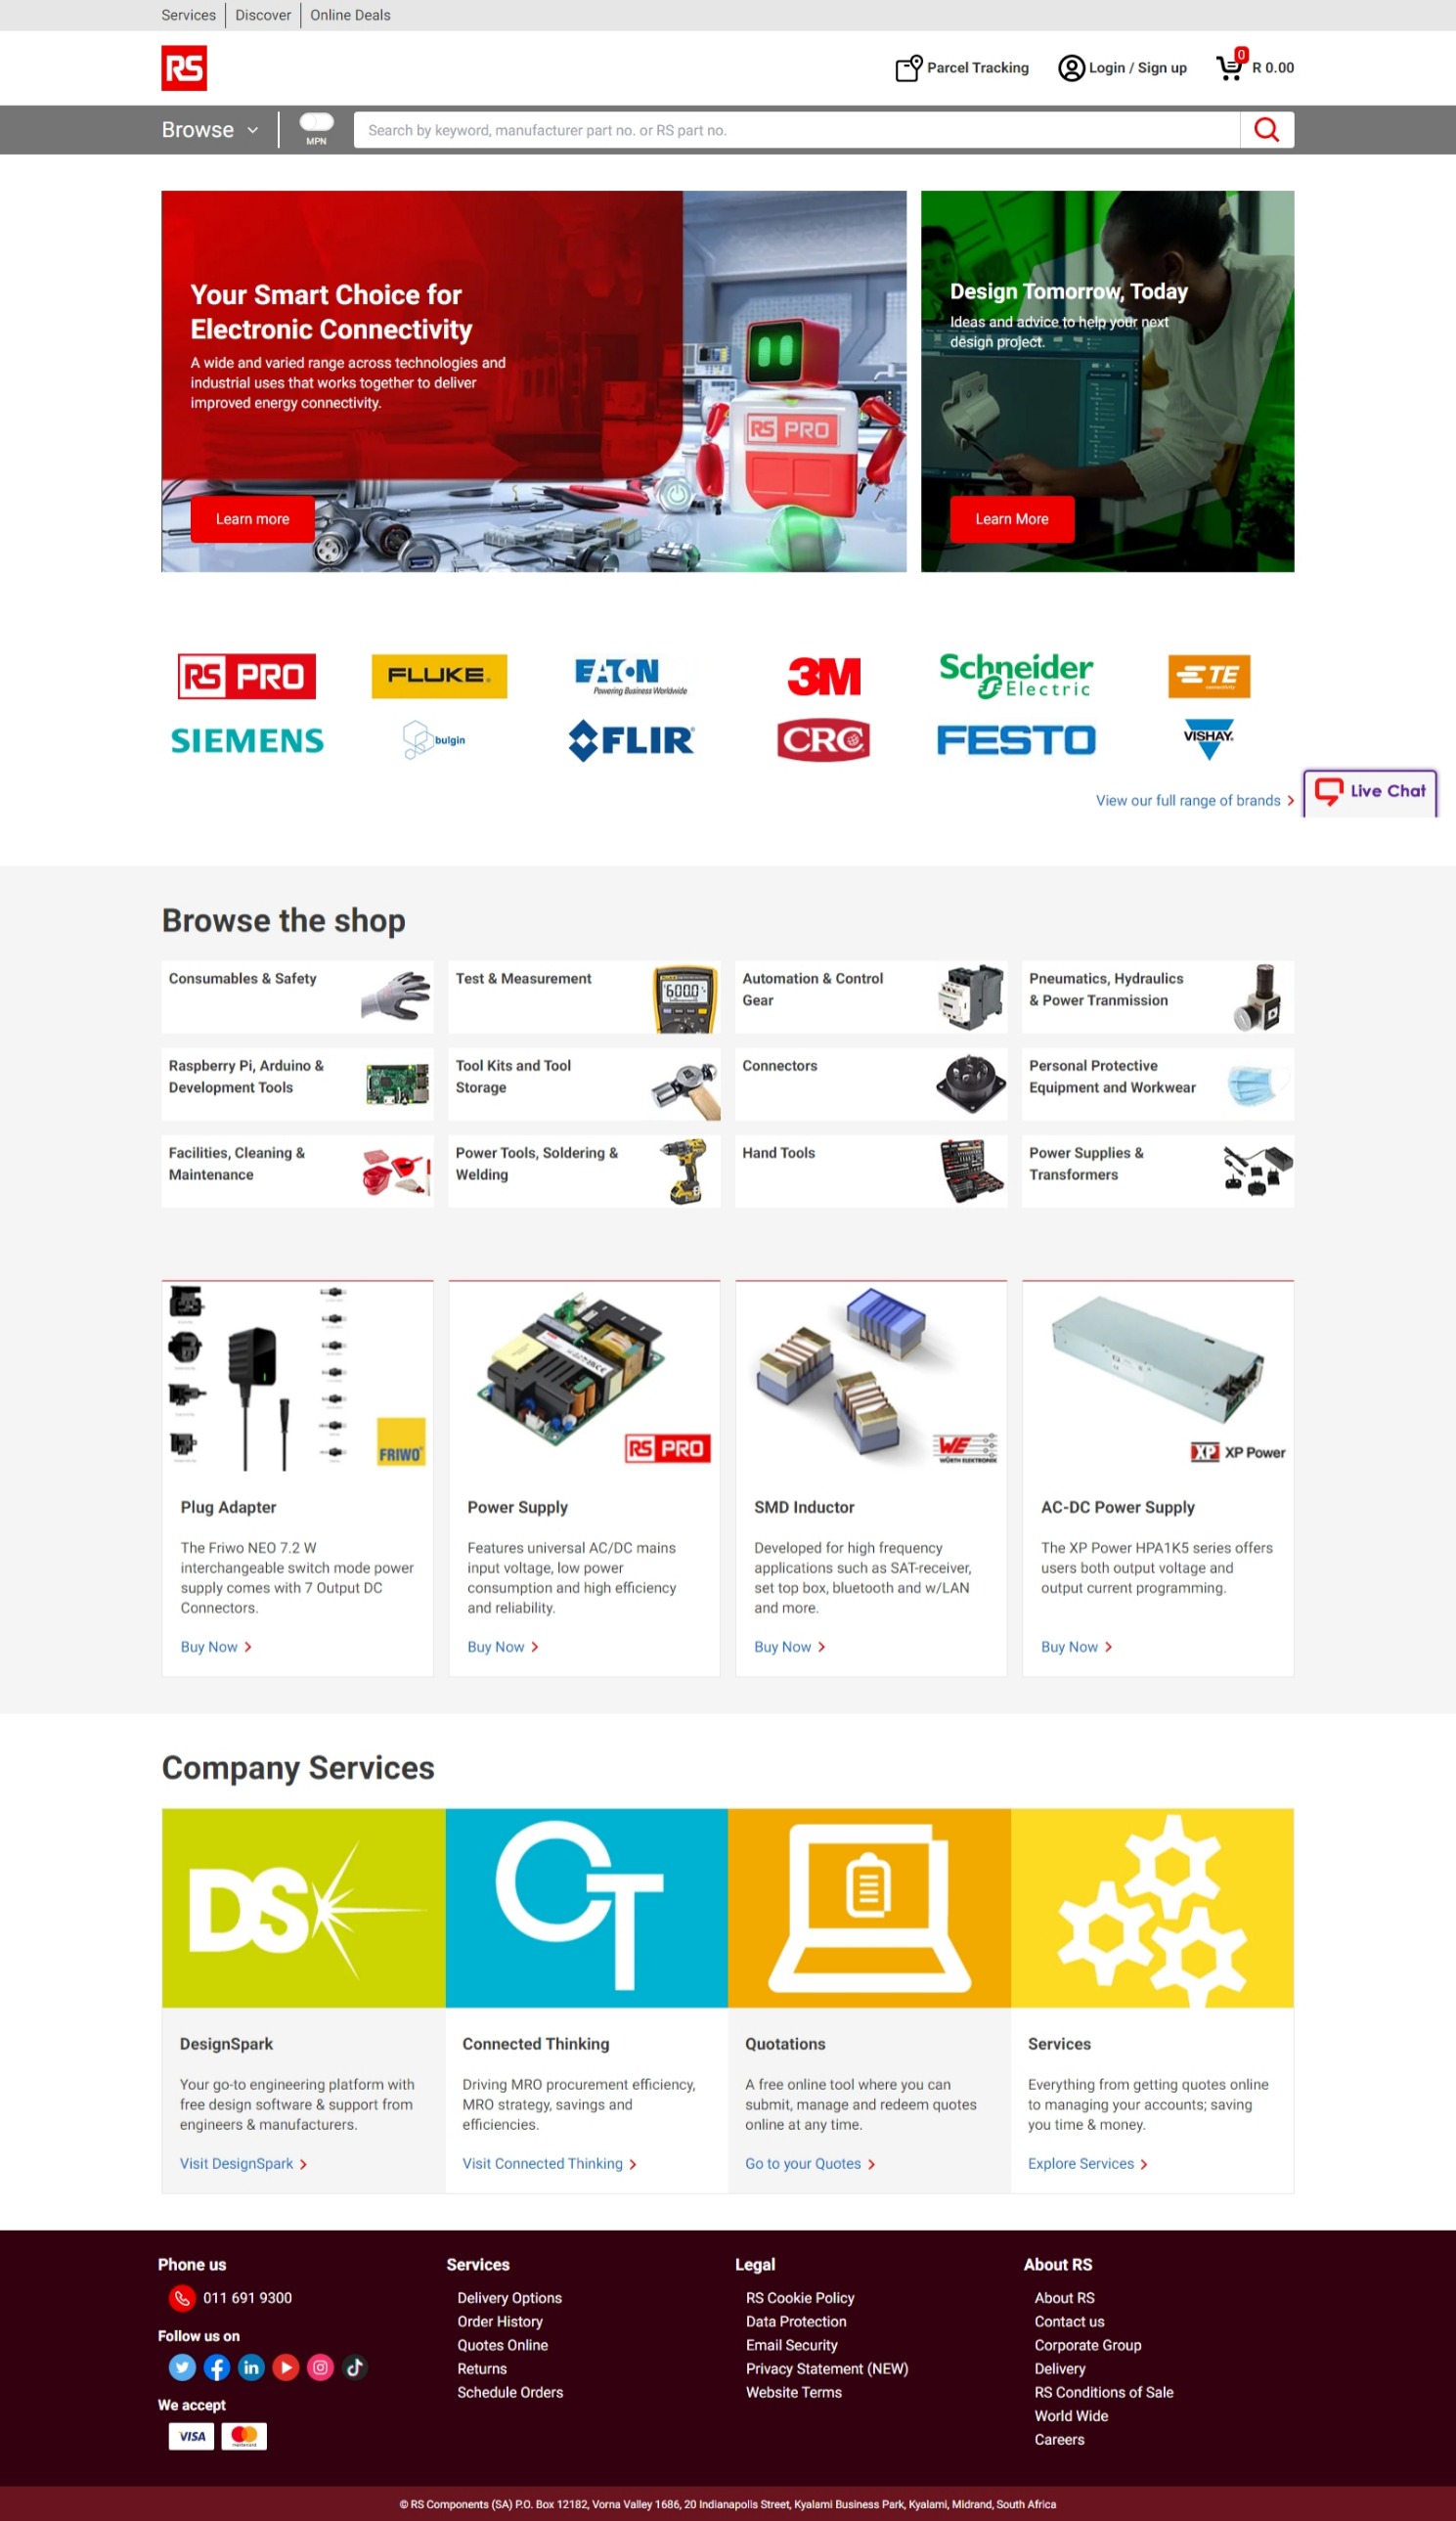 Services
Discover
Online Deals
RS
Parcel Tracking
Login / Sign up
0
R 0.00
Browse
MPN
Search by keyword, manufacturer part no. or RS part no.
Your Smart Choice for
Electronic Connectivity
A wide and varied range across technologies and
industrial uses that works together to deliver
improved energy connectivity.
RS PRO
Learn more
Design Tomorrow, Today
Ideas and advice to help your next
design project.
Learn More
RS PRO
FLUKE.
EATON
Powering Business Worldwide
3M
Schneider
Electric
TE
connectivity
SIEMENS
bulgin
FLIR
CRC
FESTO
VISHAY.
View our full range of brands
Live Chat
Browse the shop
Consumables & Safety
Test & Measurement
600.0
Automation & Control
Gear
Pneumatics, Hydraulics
& Power Tranmission
Raspberry Pi, Arduino &
Development Tools
Tool Kits and Tool
Storage
Connectors
Personal Protective
Equipment and Workwear
Facilities, Cleaning &
Maintenance
Power Tools, Soldering &
Welding
Hand Tools
Power Supplies &
Transformers
FRIWO
Plug Adapter
The Friwo NEO 7.2 W
interchangeable switch mode power
supply comes with 7 Output DC
Connectors.
Buy Now
RS PRO
Power Supply
Features universal AC/DC mains
input voltage, low power
consumption and high efficiency
and reliability.
Buy Now
WE
WÜRTH ELEKTRONIK
SMD Inductor
Developed for high frequency
applications such as SAT-receiver,
set top box, bluetooth and w/LAN
and more.
Buy Now
XP XP Power
AC-DC Power Supply
The XP Power HPA1K5 series offers
users both output voltage and
output current programming.
Buy Now
Company Services
DS
DesignSpark
Your go-to engineering platform with
free design software & support from
engineers & manufacturers.
Visit DesignSpark
CT
Connected Thinking
Driving MRO procurement efficiency,
MRO strategy, savings and
efficiencies.
Visit Connected Thinking
Quotations
A free online tool where you can
submit, manage and redeem quotes
online at any time.
Go to your Quotes
Services
Everything from getting quotes online
to managing your accounts; saving
you time & money.
Explore Services
Phone us
011 691 9300
Follow us on
We accept
VISA
mastercard
Services
Delivery Options
Order History
Quotes Online
Returns
Schedule Orders
Legal
RS Cookie Policy
Data Protection
Email Security
Privacy Statement (NEW)
Website Terms
About RS
About RS
Contact us
Corporate Group
Delivery
RS Conditions of Sale
World Wide
Careers
© RS Components (SA) P.O. Box 12182, Vorna Valley 1686, 20 Indianapolis Street, Kyalami Business Park, Kyalami, Midrand, South Africa